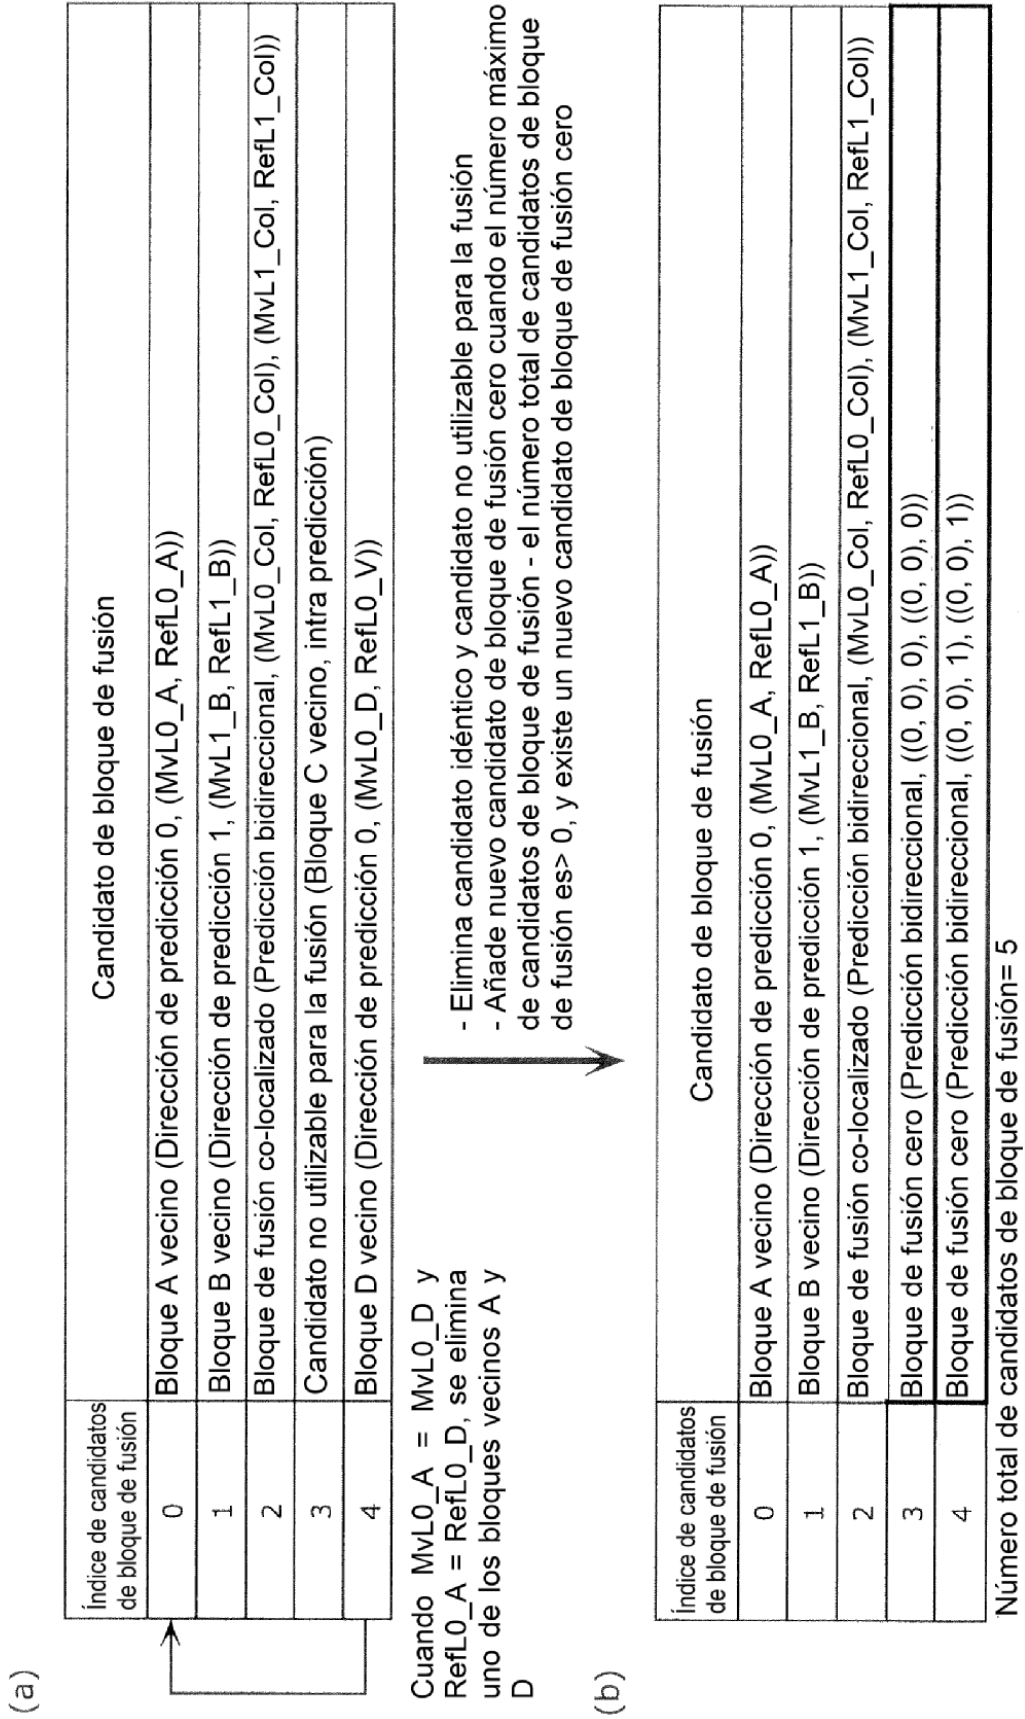 (a)
Índice de candidatos
de bloque de fusión
Candidato de bloque de fusión
0
Bloque A vecino (Dirección de predicción 0, (MvL0_A, RefL0_A))
1
Bloque B vecino (Dirección de predicción 1, (MvL1_B, RefL1_B))
2
Bloque de fusión co-localizado (Predicción bidireccional, (MvL0_Col, RefL0_Col), (MvL1_Col, RefL1_Col))
3
Candidato no utilizable para la fusión (Bloque C vecino, intra predicción)
4
Bloque D vecino (Dirección de predicción 0, (MvL0_D, RefL0_V))
Cuando MvL0_A = MvL0_D y
RefL0_A = RefL0_D, se elimina
uno de los bloques vecinos A y
D
- Elimina candidato idéntico y candidato no utilizable para la fusión
- Añade nuevo candidato de bloque de fusión cero cuando el número máximo
de candidatos de bloque de fusión - el número total de candidatos de bloque
de fusión es> 0, y existe un nuevo candidato de bloque de fusión cero
(b)
Índice de candidatos
de bloque de fusión
Candidato de bloque de fusión
0
Bloque A vecino (Dirección de predicción 0, (MvL0_A, RefL0_A))
1
Bloque B vecino (Dirección de predicción 1, (MvL1_B, RefL1_B))
2
Bloque de fusión co-localizado (Predicción bidireccional, (MvL0_Col, RefL0_Col), (MvL1_Col, RefL1_Col))
3
Bloque de fusión cero (Predicción bidireccional, ((0, 0), 0), ((0, 0), 0))
4
Bloque de fusión cero (Predicción bidireccional, ((0, 0), 1), ((0, 0), 1))
Número total de candidatos de bloque de fusión= 5